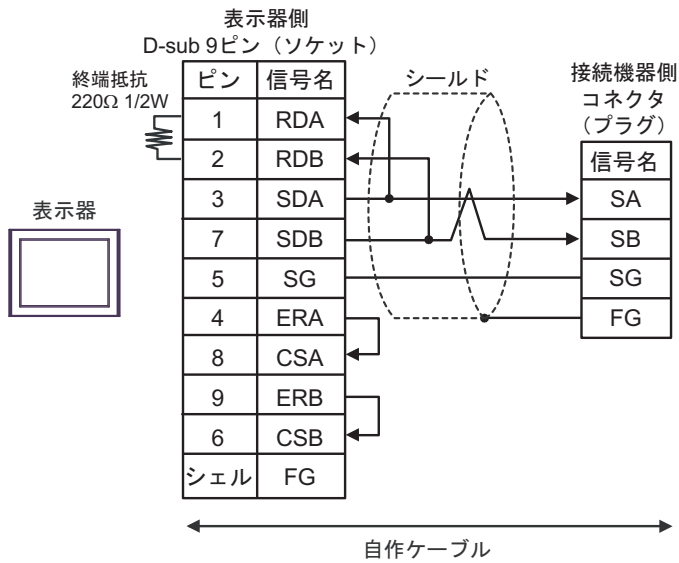 表示器側
D-sub 9ピン（ソケット）
終端抵抗
220Ω 1/2W
表示器
ピン 信号名
1 RDA
2 RDB
3 SDA
7 SDB
5 SG
4 ERA
8 CSA
9 ERB
6 CSB
シェル FG
シールド
接続機器側
コネクタ
（プラグ）
信号名
SA
SB
SG
FG
自作ケーブル